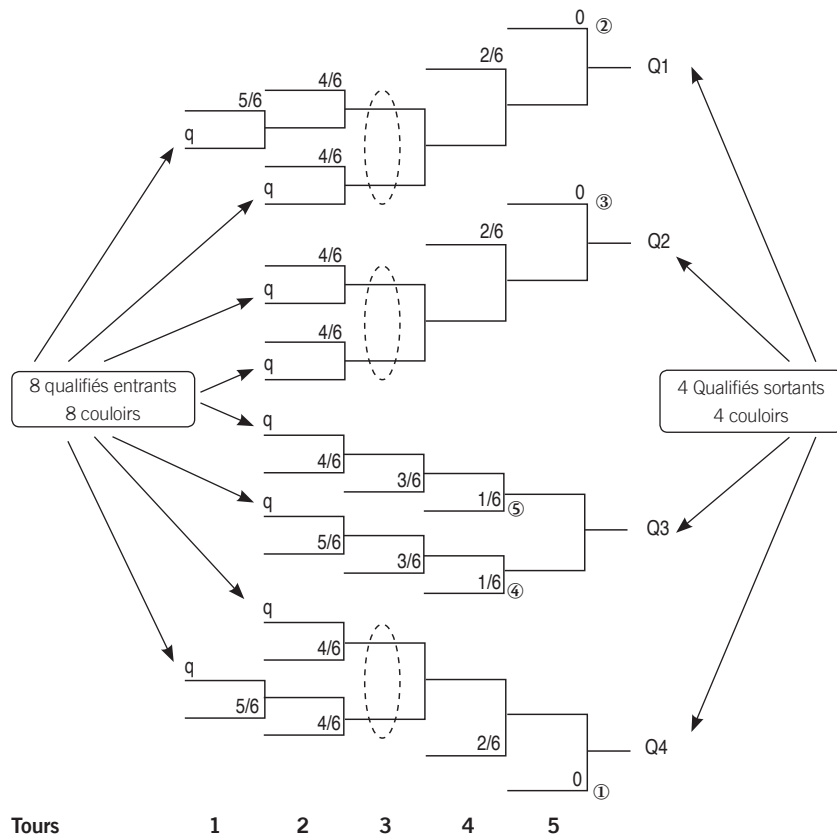 0
②
2/6
Q1
4/6
5/6
q
4/6
q
0
③
2/6
Q2
4/6
q
4/6
q
8 qualifiés entrants
8 couloirs
4 Qualifiés sortants
4 couloirs
q
4/6
3/6
1/6
⑤
q
5/6
3/6
1/6
④
Q3
q
4/6
q
5/6
4/6
2/6
Q4
0
①
Tours 1 2 3 4 5